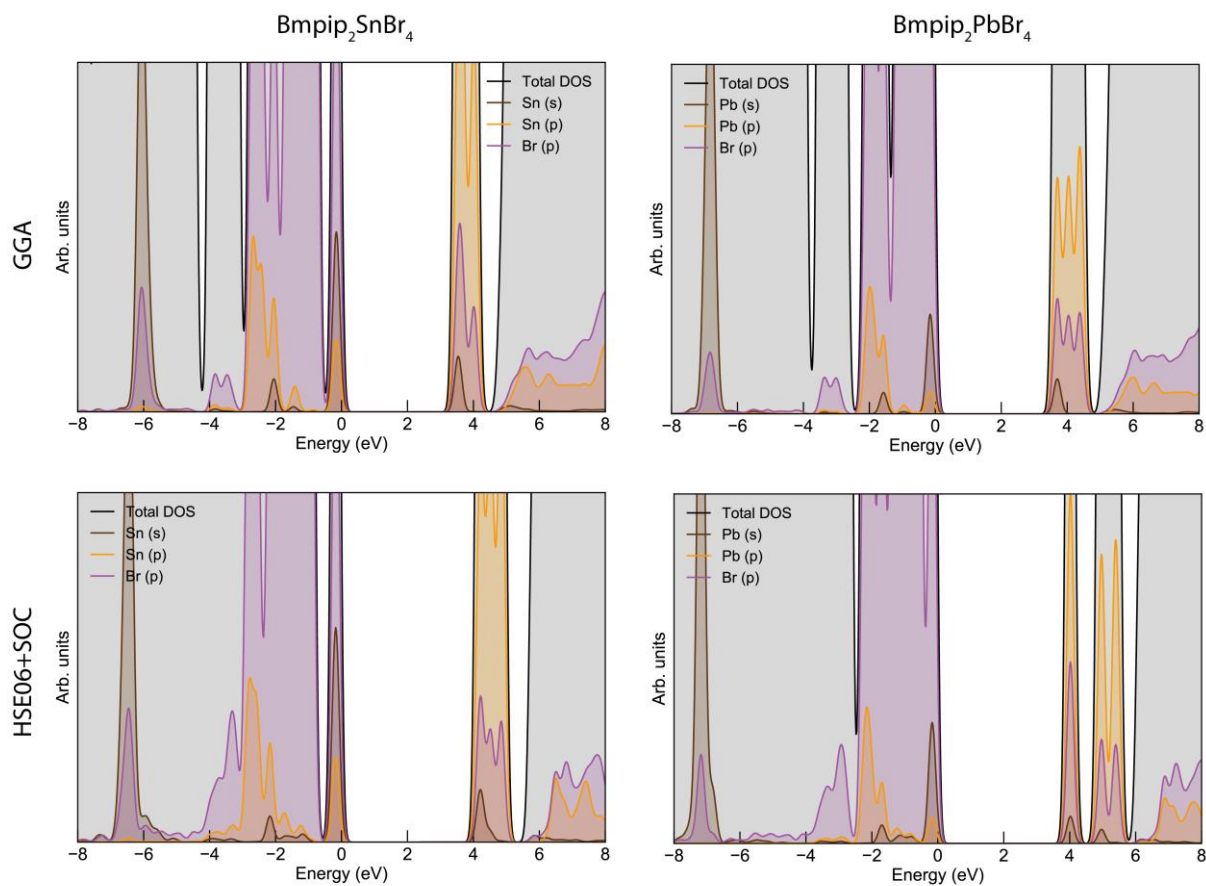 Bmpip₂SnBr₄
Bmpip₂PbBr₄
GGA
Arb. units
Total DOS
Sn (s)
Sn (p)
Br (p)
−8 −6 −4 −2 0 2 4 6 8
Energy (eV)
Arb. units
Total DOS
Pb (s)
Pb (p)
Br (p)
−8 −6 −4 −2 0 2 4 6 8
Energy (eV)
HSE06+SOC
Arb. units
Total DOS
Sn (s)
Sn (p)
Br (p)
−8 −6 −4 −2 0 2 4 6 8
Energy (eV)
Arb. units
Total DOS
Pb (s)
Pb (p)
Br (p)
−8 −6 −4 −2 0 2 4 6 8
Energy (eV)